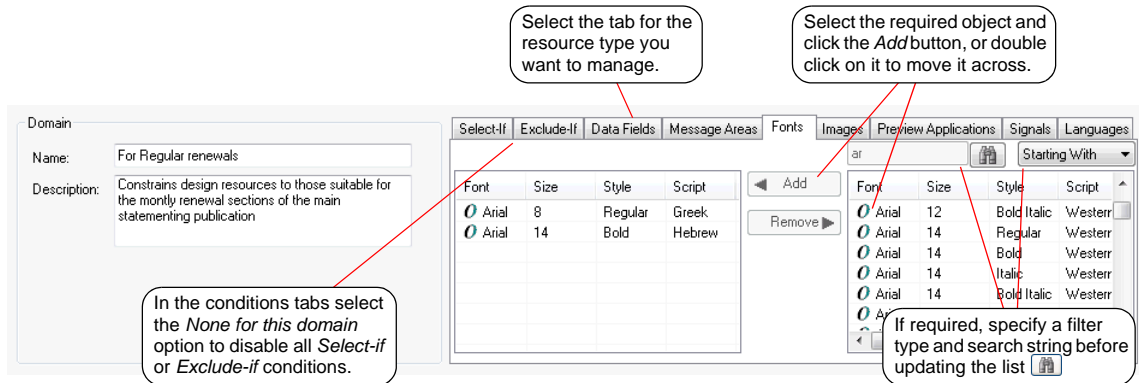 Select the tab for the
resource type you
want to manage.
Select the required object and
click the Add button, or double
click on it to move it across.
Domain
Name: For Regular renewals
Description: Constrains design resources to those suitable for
the montly renewal sections of the main
statementing publication
Select-If Exclude-If Data Fields Message Areas Fonts Images Preview Applications Signals Languages
ar Starting With
Font Size Style Script
Arial 8 Regular Greek
Arial 14 Bold Hebrew
Add
Remove
Font Size Style Script
Arial 12 Bold Italic Western
Arial 14 Regular Western
Arial 14 Bold Western
Arial 14 Italic Western
Arial 14 Bold Italic Western
In the conditions tabs select
the None for this domain
option to disable all Select-if
or Exclude-if conditions.
If required, specify a filter
type and search string before
updating the list